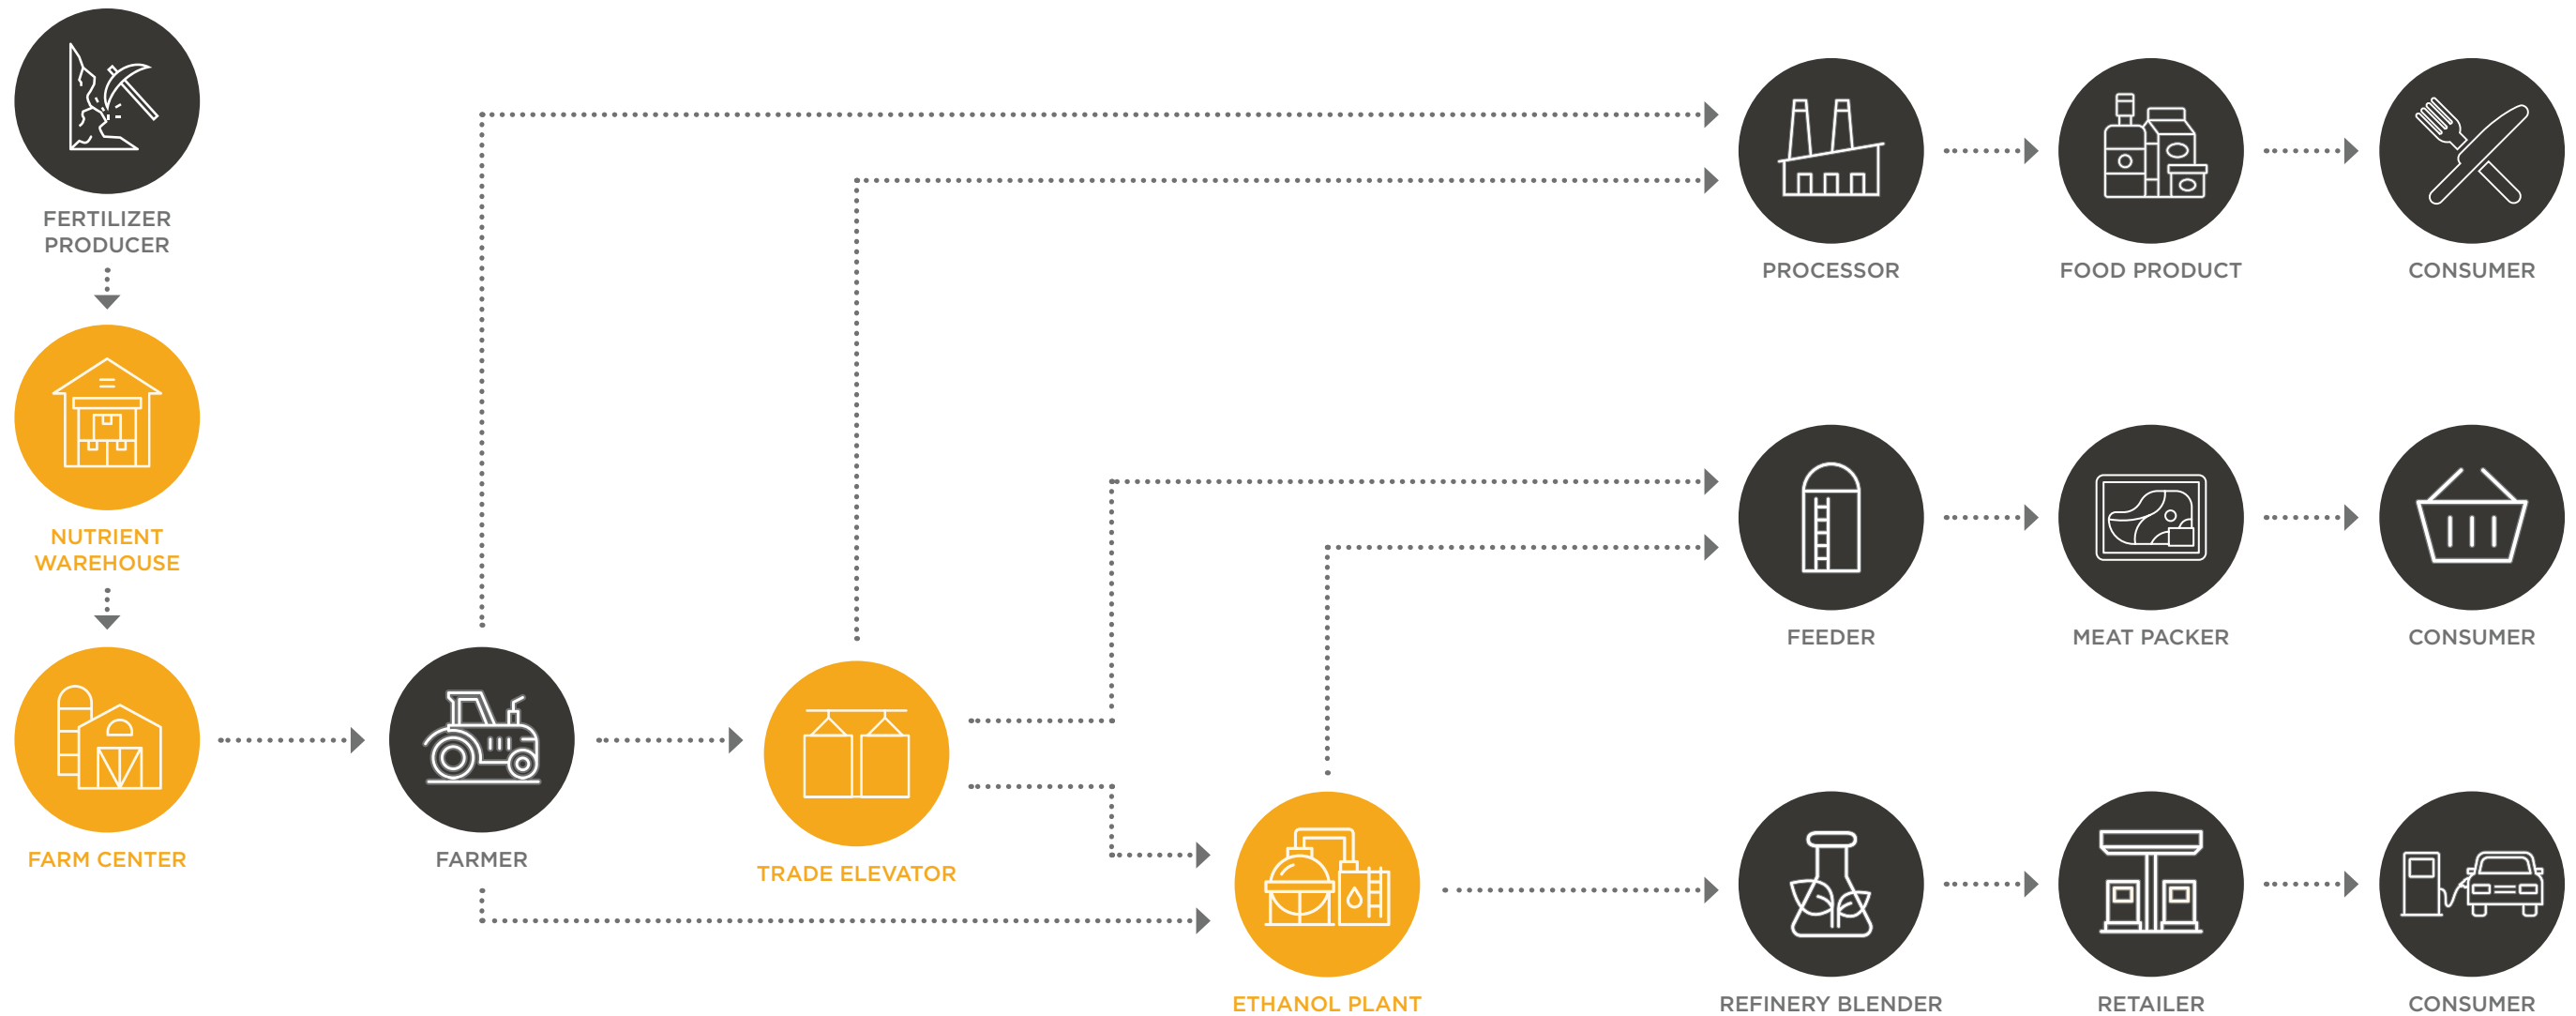 FERTILIZER
PRODUCER
NUTRIENT
WAREHOUSE
FARM CENTER
FARMER
TRADE ELEVATOR
ETHANOL PLANT
PROCESSOR
FOOD PRODUCT
CONSUMER
FEEDER
MEAT PACKER
CONSUMER
REFINERY BLENDER
RETAILER
CONSUMER